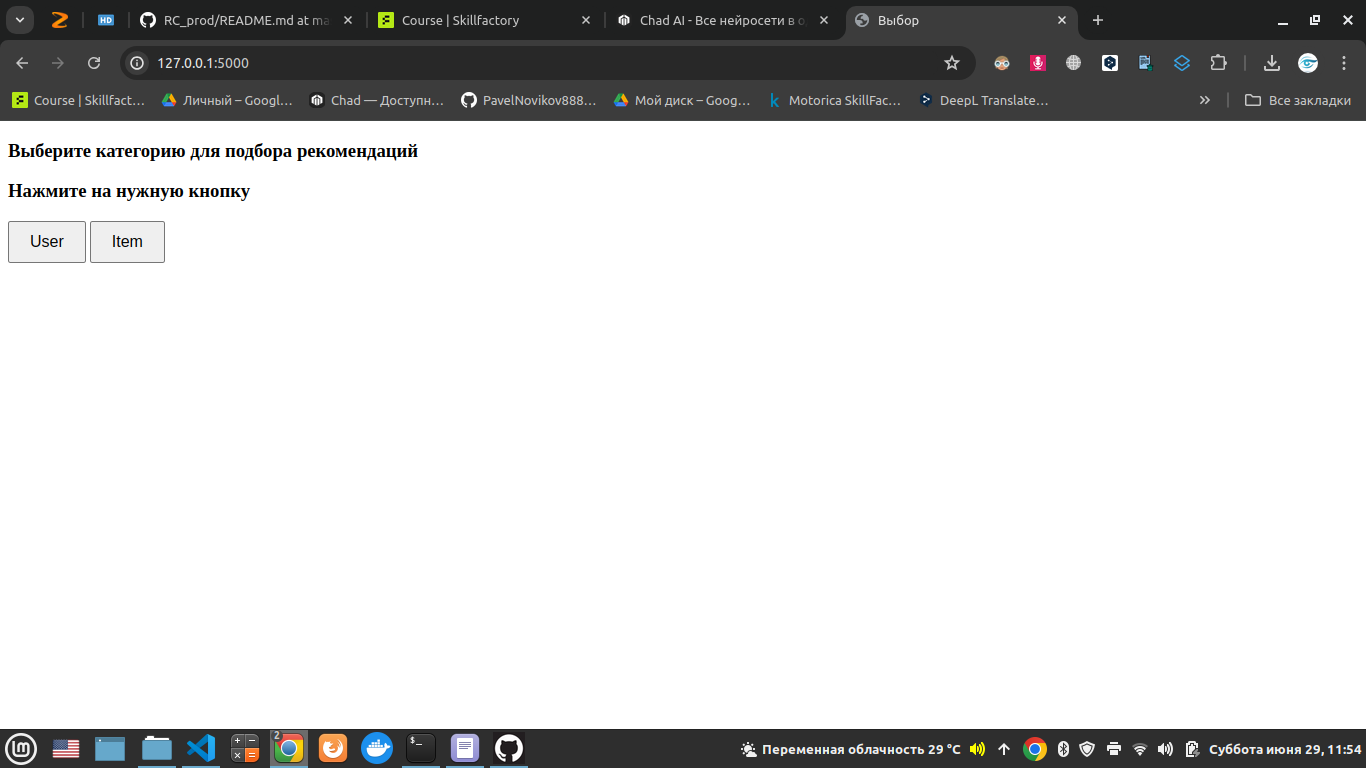 HD
RC_prod/README.md at ma
Course | Skillfactory
Chad AI - Все нейросети в о
Выбор
127.0.0.1:5000
Course | Skillfact…
Личный – Googl…
Chad — Доступн…
PavelNovikov888…
Мой диск – Goog…
Motorica SkillFac…
DeepL Translate…
Все закладки
Выберите категорию для подбора рекомендаций
Нажмите на нужную кнопку
User
Item
2
Переменная облачность 29 °C
Суббота июня 29, 11:54